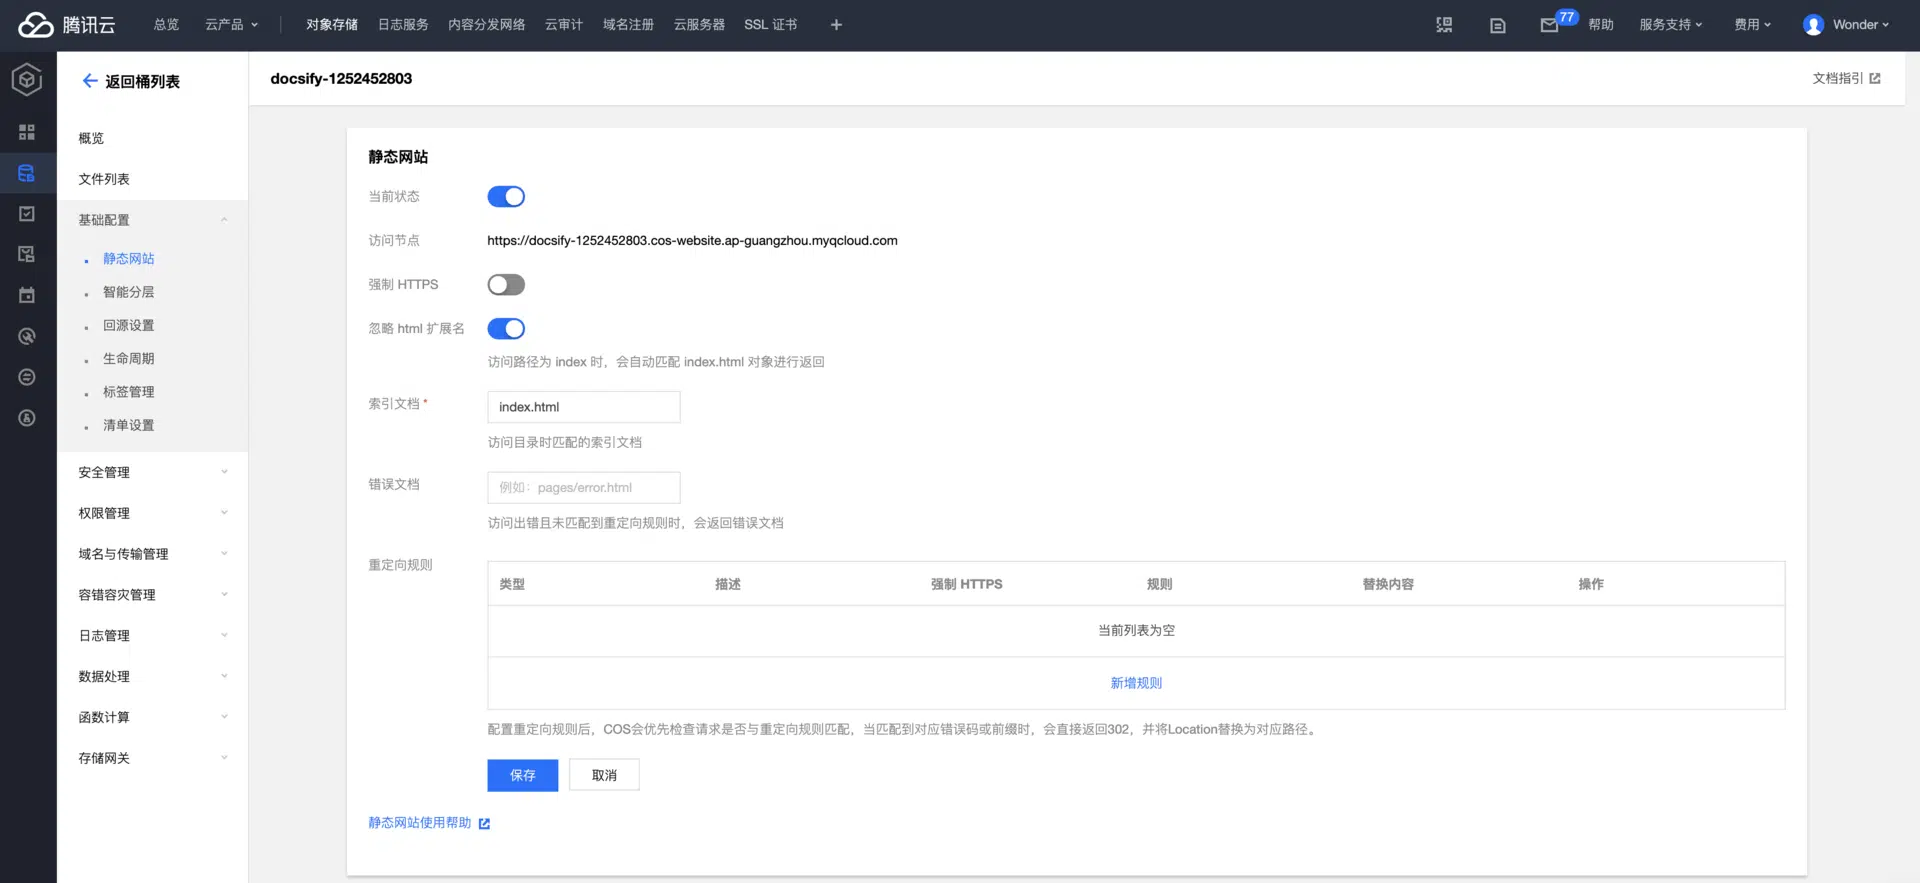 腾讯云
总览 云产品 对象存储 日志服务 内容分发网络 云审计 域名注册 云服务器 SSL 证书 + 77 帮助 服务支持 费用 Wonder
返回桶列表
概览
文件列表
基础配置
静态网站
智能分层
回源设置
生命周期
标签管理
清单设置
安全管理
权限管理
域名与传输管理
容错容灾管理
日志管理
数据处理
函数计算
存储网关
docsify-1252452803
文档指引
静态网站
当前状态
访问节点 https://docsify-1252452803.cos-website.ap-guangzhou.myqcloud.com
强制 HTTPS
忽略 html 扩展名
访问路径为 index 时，会自动匹配 index.html 对象进行返回
索引文档* index.html
访问目录时匹配的索引文档
错误文档 例如：pages/error.html
访问出错且未匹配到重定向规则时，会返回错误文档
重定向规则
类型 描述 强制 HTTPS 规则 替换内容 操作
当前列表为空
新增规则
配置重定向规则后，COS会优先检查请求是否与重定向规则匹配，当匹配到对应错误码或前缀时，会直接返回302，并将Location替换为对应路径。
保存 取消
静态网站使用帮助